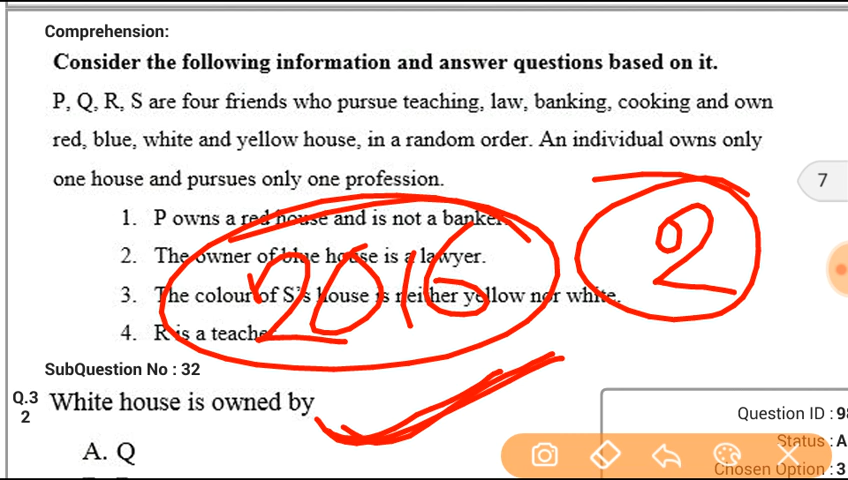 Comprehension:
Consider the following information and answer questions based on it.
P, Q, R, S are four friends who pursue teaching, law, banking, cooking and own
red, blue, white and yellow house, in a random order. An individual owns only
one house and pursues only one profession.
7
1. P owns a red house and is not a banker.
2. The owner of blue house is a lawyer.
3. The colour of S's house is neither yellow nor white.
4. R is a teacher
2016
2
SubQuestion No : 32
Q.3
2
White house is owned by
Question ID : 9
Status : A
A. Q
Chosen Option : 3